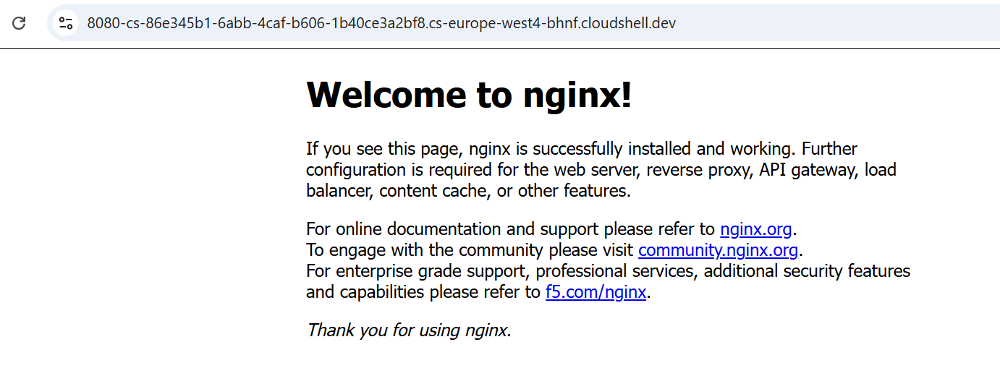 8080-cs-86e345b1-6abb-4caf-b606-1b40ce3a2bf8.cs-europe-west4-bhnf.cloudshell.dev
Welcome to nginx!
If you see this page, nginx is successfully installed and working. Further
configuration is required for the web server, reverse proxy, API gateway, load
balancer, content cache, or other features.
For online documentation and support please refer to nginx.org.
To engage with the community please visit community.nginx.org.
For enterprise grade support, professional services, additional security features
and capabilities please refer to f5.com/nginx.
Thank you for using nginx.